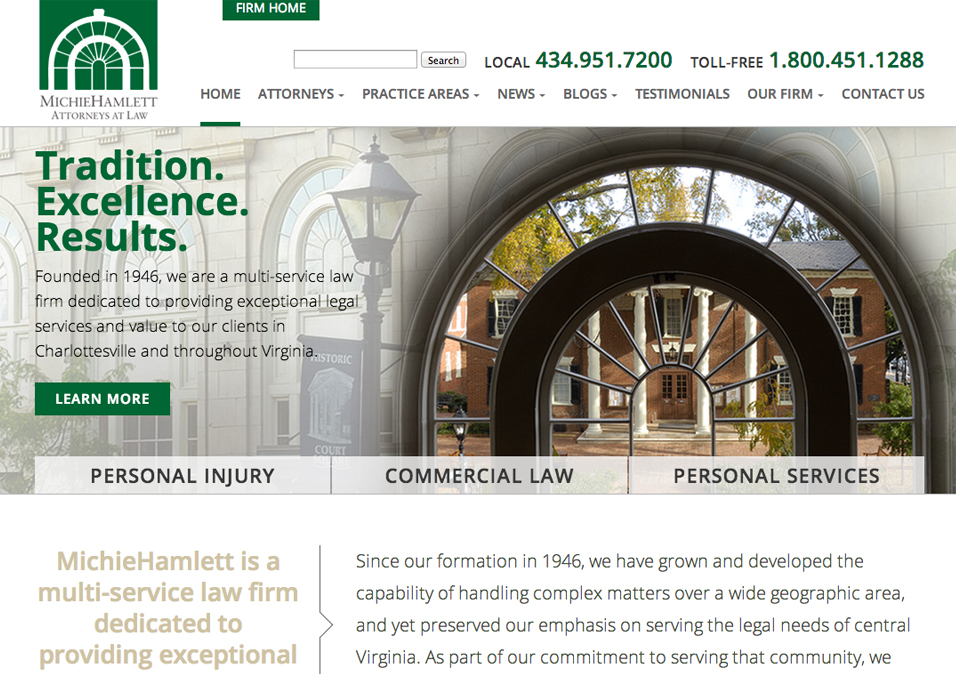 FIRM HOME
Search
LOCAL 434.951.7200 TOLL-FREE 1.800.451.1288
MICHIEHAMLETT
ATTORNEYS AT LAW
HOME ATTORNEYS PRACTICE AREAS NEWS BLOGS TESTIMONIALS OUR FIRM CONTACT US
Tradition.
Excellence.
Results.
Founded in 1946, we are a multi-service law
firm dedicated to providing exceptional legal
services and value to our clients in
Charlottesville and throughout Virginia.
LEARN MORE
HISTORIC
COURT
PERSONAL INJURY
COMMERCIAL LAW
PERSONAL SERVICES
MichieHamlett is a
multi-service law firm
dedicated to
providing exceptional
Since our formation in 1946, we have grown and developed the
capability of handling complex matters over a wide geographic area,
and yet preserved our emphasis on serving the legal needs of central
Virginia. As part of our commitment to serving that community, we